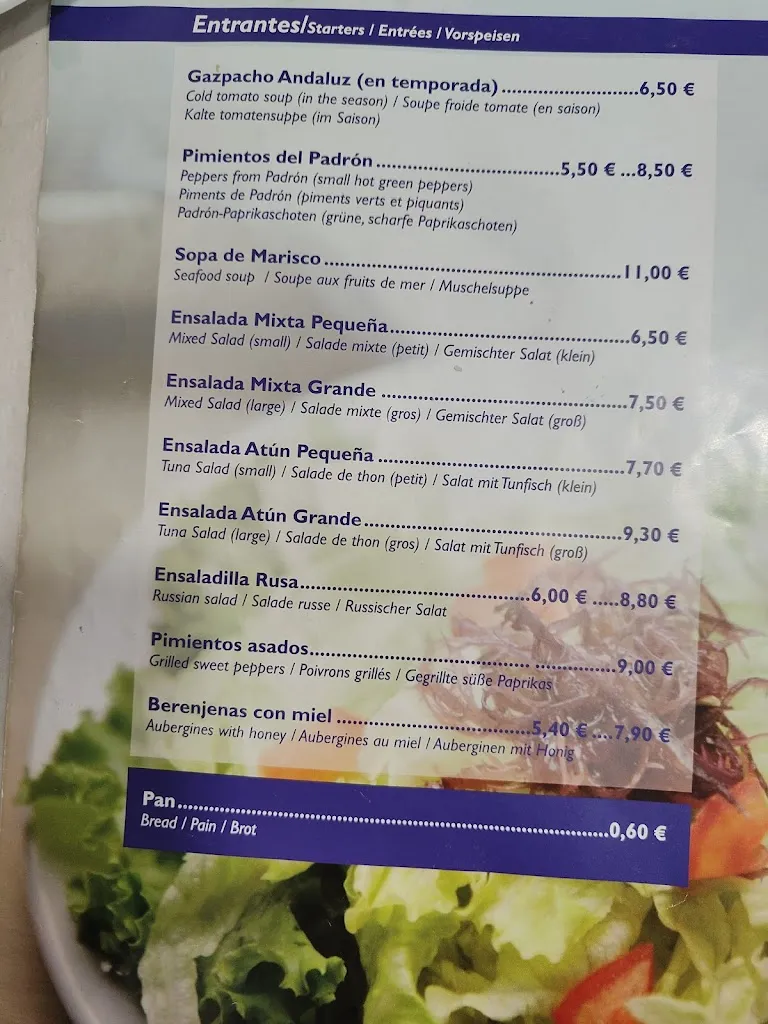 Entrantes/Starters / Entrées / Vorspeisen
Gazpacho Andaluz (en temporada)..............................6,50 €
Cold tomato soup (in the season) / Soupe froide tomate (en saison)
Kalte tomatensuppe (im Saison)
Pimientos del Padrón........................................5,50 € ...8,50 €
Peppers from Padrón (small hot green peppers)
Piments de Padrón (piments verts et piquants)
Padrón-Paprikaschoten (grüne, scharfe Paprikaschoten)
Sopa de Marisco..............................................................11,00 €
Seafood soup / Soupe aux fruits de mer / Muschelsuppe
Ensalada Mixta Pequeña..................................................6,50 €
Mixed Salad (small) / Salade mixte (petit) / Gemischter Salat (klein)
Ensalada Mixta Grande ...................................................7,50 €
Mixed Salad (large) / Salade mixte (gros) / Gemischter Salat (groß)
Ensalada Atún Pequeña ...................................................7,70 €
Tuna Salad (small) / Salade de thon (petit) / Salat mit Tunfisch (klein)
Ensalada Atún Grande.....................................................9,30 €
Tuna Salad (large) / Salade de thon (gros) / Salat mit Tunfisch (groß)
Ensaladilla Rusa.................................................6,00 € .....8,80 €
Russian salad / Salade russe / Russischer Salat
Pimientos asados............................................... .................9,00 €
Grilled sweet peppers / Poivrons grillés / Gegrillte süße Paprikas
Berenjenas con miel .........................................5,40 € ....7,90 €
Aubergines with honey / Aubergines au miel / Auberginen mit Honig
Pan..........................................................................................0,60 €
Bread / Pain / Brot